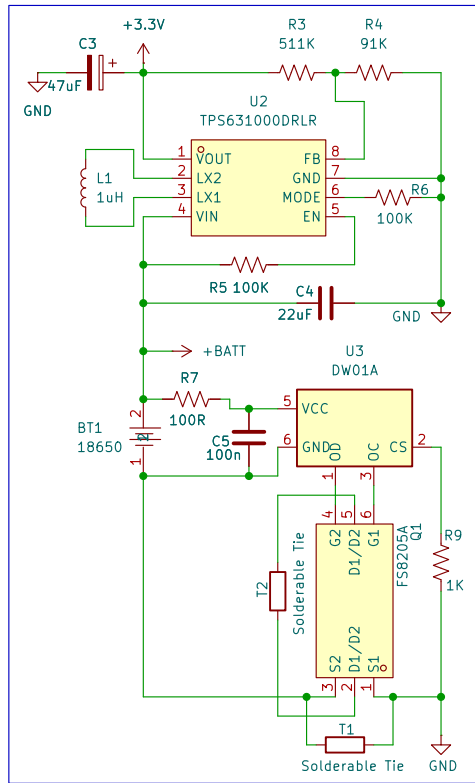 +3.3V
R3
511K
R4
91K
C3
+
47uF
GND
U2
TPS631000DRLR
1 VOUT
2 LX2
3 LX1
4 VIN
FB 8
GND 7
MODE 6
EN 5
L1
1uH
R6
100K
R5 100K
C4
22uF
GND
+BATT
U3
DW01A
R7
100R
5 VCC
6 GND
OD
OC
CS 2
1
3
BT1
18650
2
1
C5
100n
4
5
6
G2
D1/D2
G1
FS8205A
Q1
R9
1K
T2
Solderable Tie
S2
D1/D2
S1
3
2
1
T1
Solderable Tie
GND